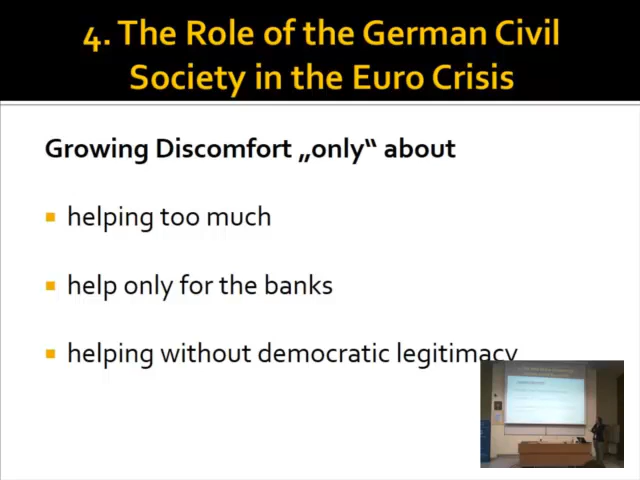 4. The Role of the German Civil
Society in the Euro Crisis
Growing Discomfort „only“ about
helping too much
help only for the banks
helping without democratic legitimacy